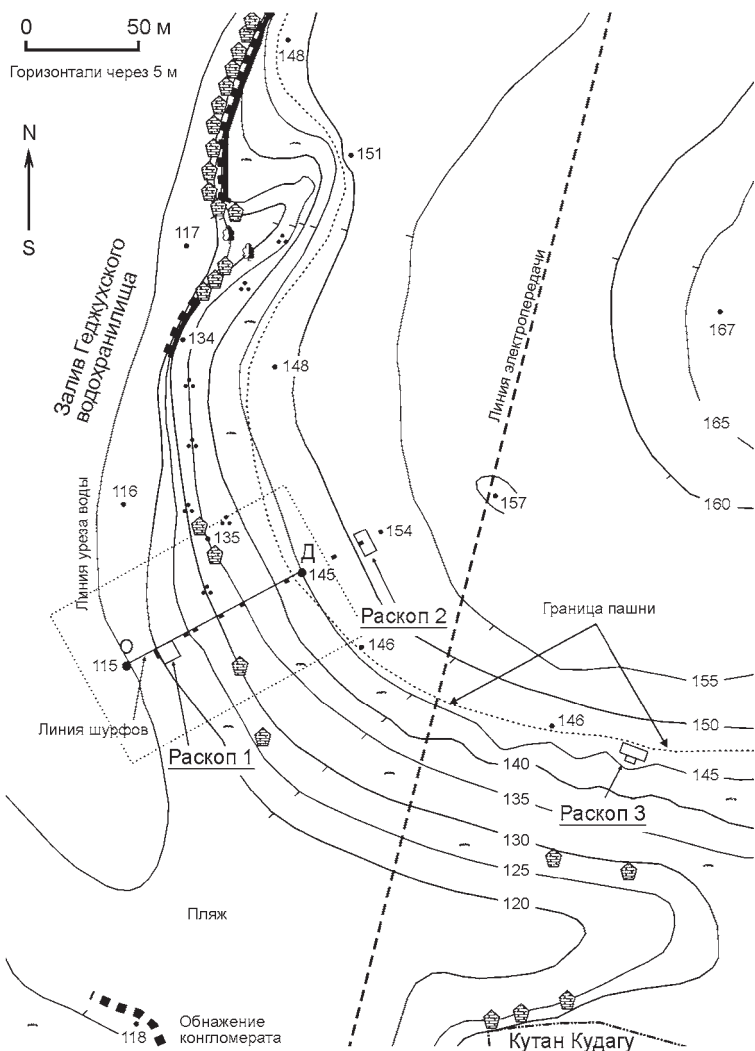 0 50 м
Горизонтали через 5 м
N
S
148
151
117
Залив Геджухского
водохранилища
134
148
Линия электропередачи
167
165
160
157
116
Линия уреза воды
135
154
Д
145
Раскоп 2
Граница пашни
О
115
146
155
150
146
Линия шурфов
Раскоп 1
140
145
135
Раскоп 3
130
125
120
Пляж
118
Обнажение
конгломерата
Кутан Кудагу